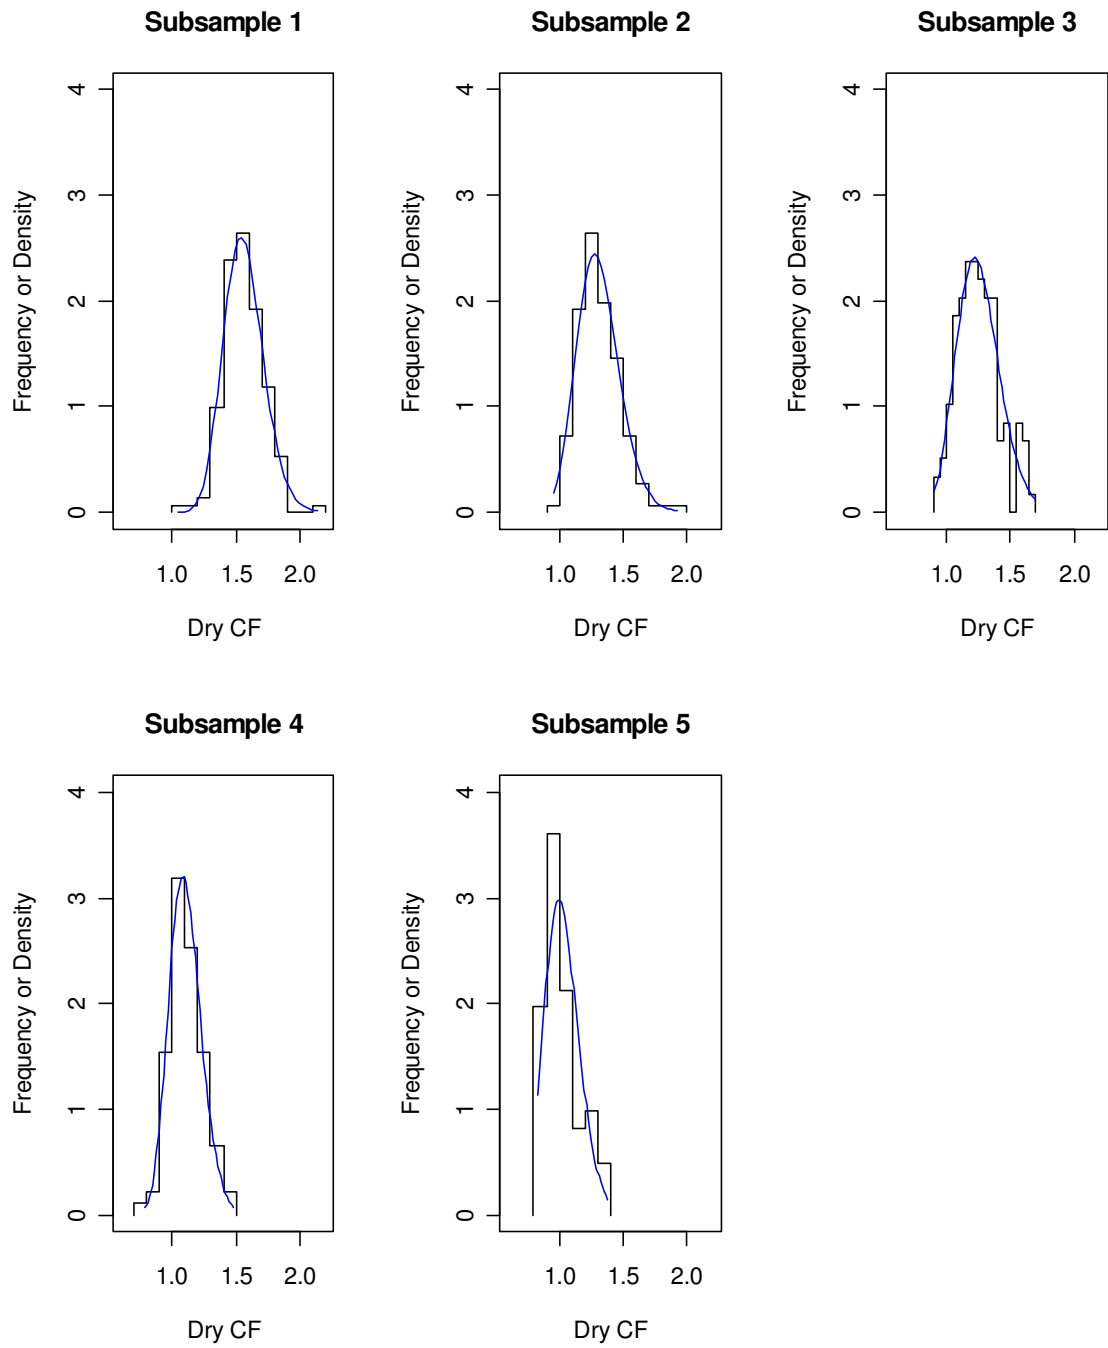 Subsample 1
Subsample 2
Subsample 3
Frequency or Density
0 1 2 3 4
1.0 1.5 2.0
Dry CF
Frequency or Density
0 1 2 3 4
1.0 1.5 2.0
Dry CF
Frequency or Density
0 1 2 3 4
1.0 1.5 2.0
Dry CF
Subsample 4
Subsample 5
Frequency or Density
0 1 2 3 4
1.0 1.5 2.0
Dry CF
Frequency or Density
0 1 2 3 4
1.0 1.5 2.0
Dry CF